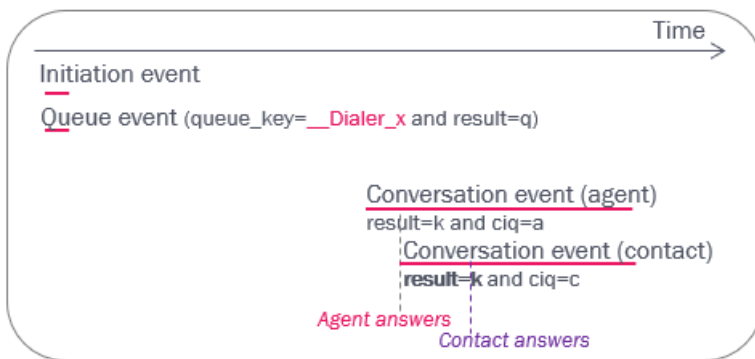 Time
Initiation event
Queue event (queue_key=__Dialer_x and result=q)
Conversation event (agent)
result=k and ciq=a
Conversation event (contact)
result=k and ciq=c
Agent answers
Contact answers